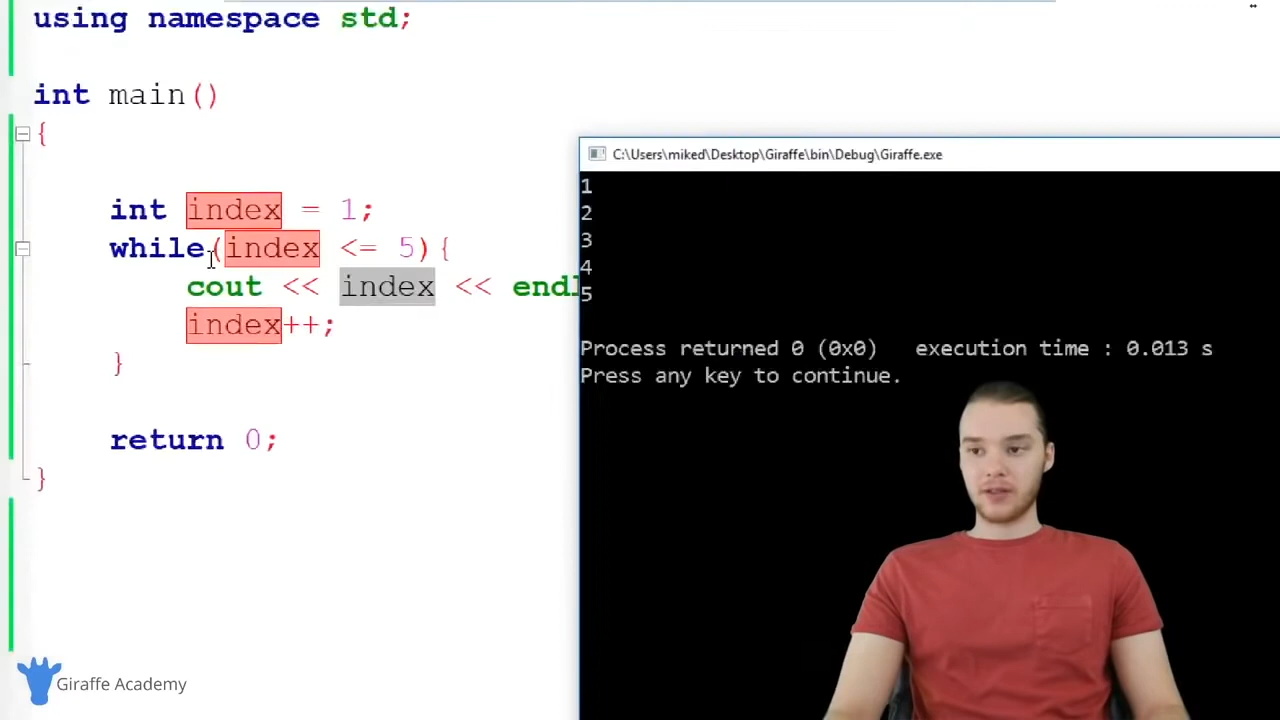 using namespace std;
int main()
{
int index = 1;
while(index <= 5){
cout << index << endl
index++;
}
return 0;
}
C:\Users\miked\Desktop\Giraffe\bin\Debug\Giraffe.exe
1
2
3
4
5
Process returned 0 (0x0)   execution time : 0.013 s
Press any key to continue.
Giraffe Academy